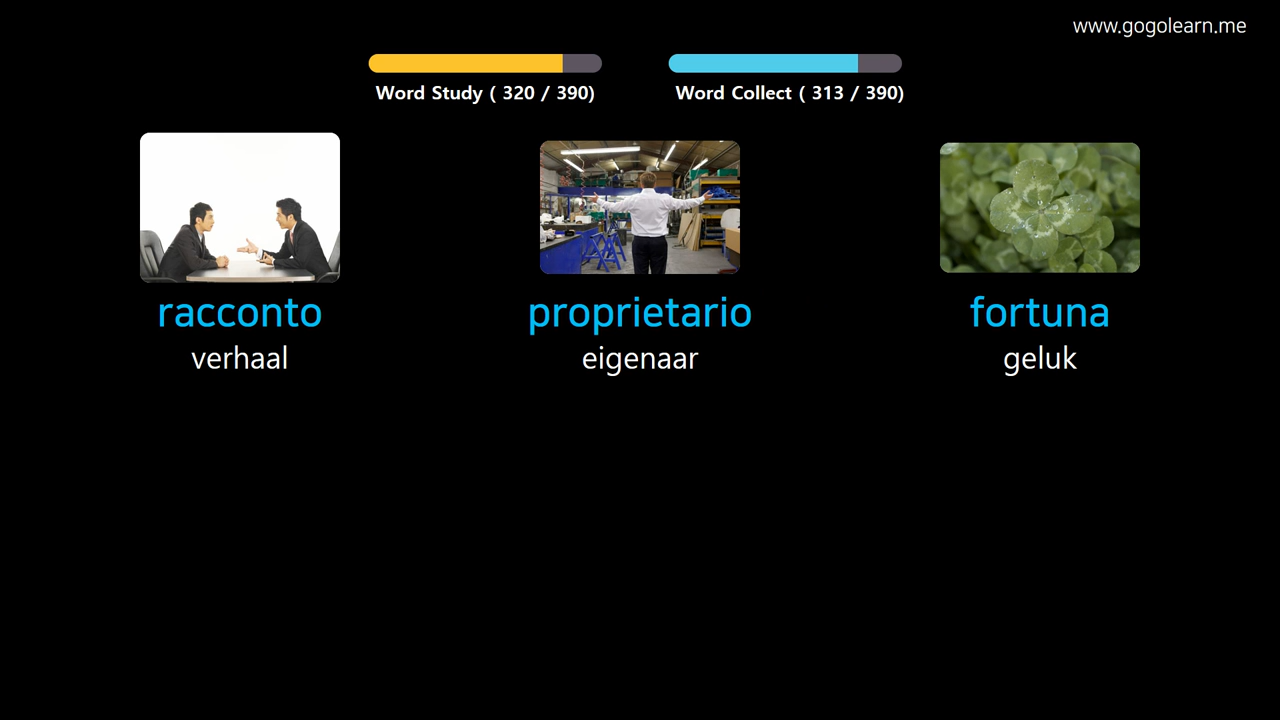 www.gogolearn.me
Word Study ( 320 / 390)
Word Collect ( 313 / 390)
racconto
verhaal
proprietario
eigenaar
fortuna
geluk